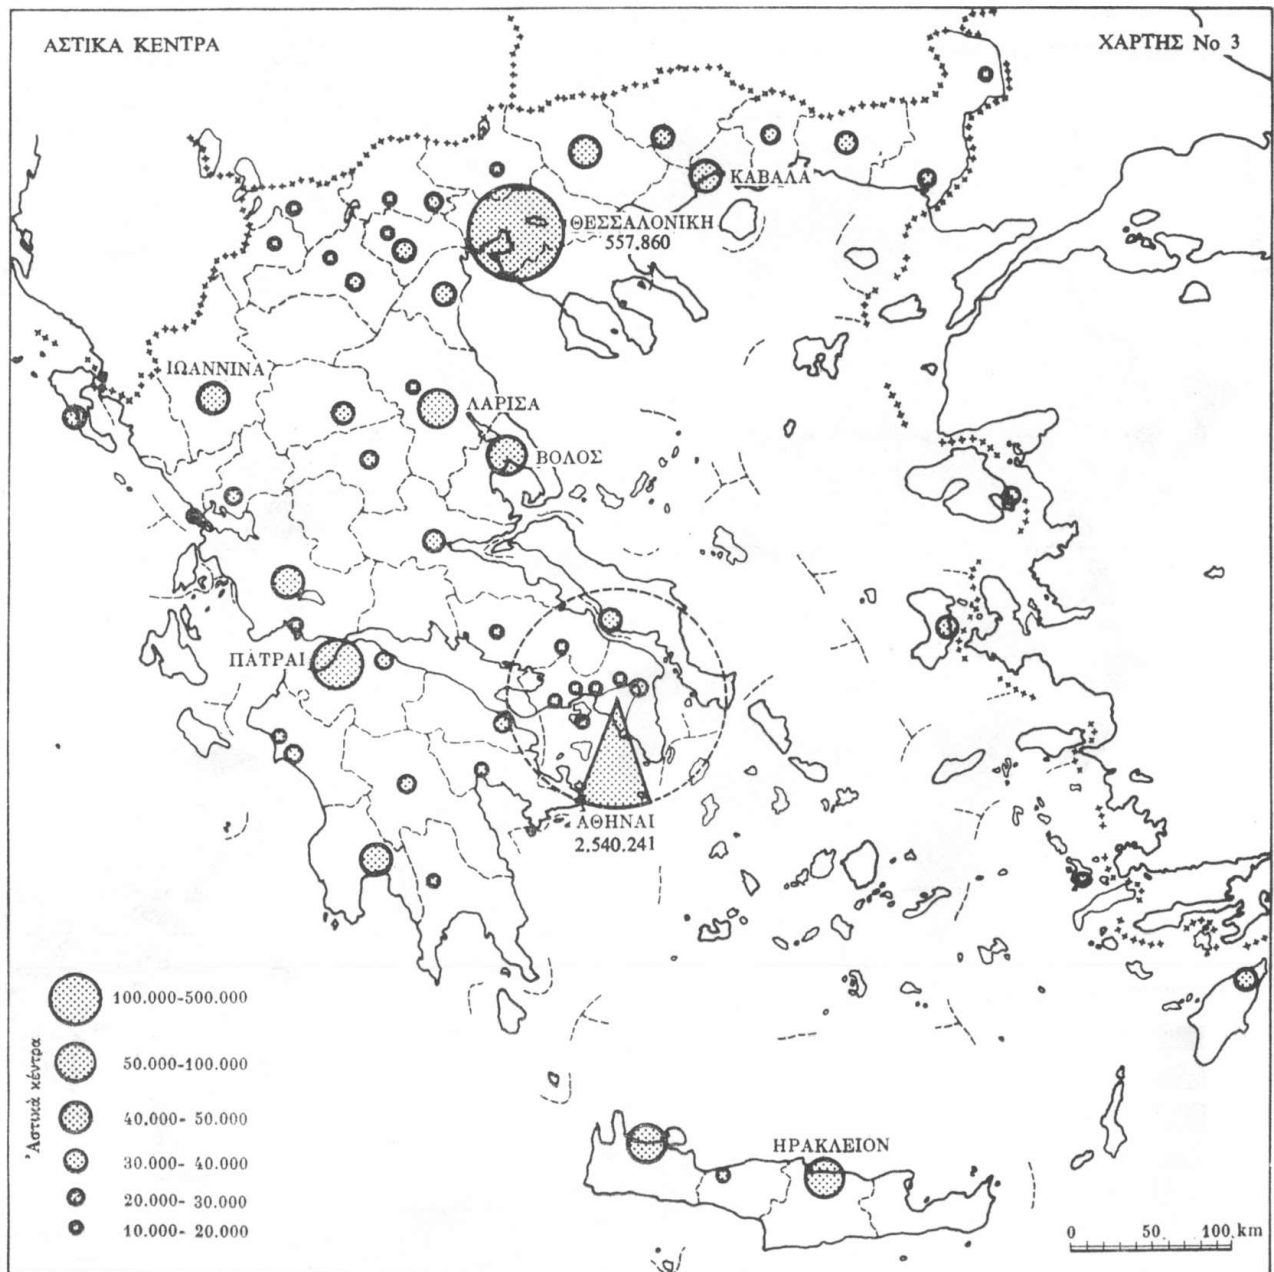 ΑΣΤΙΚΑ ΚΕΝΤΡΑ
ΧΑΡΤΗΣ Νο 3
ΚΑΒΑΛΑ
ΘΕΣΣΑΛΟΝΙΚΗ
557.860
ΙΩΑΝΝΙΝΑ
ΛΑΡΙΣΑ
ΒΟΛΟΣ
ΠΑΤΡΑΙ
ΑΘΗΝΑΙ
2.540.241
ΗΡΑΚΛΕΙΟΝ
Ἀστικὰ κέντρα
100.000-500.000
50.000-100.000
40.000- 50.000
30.000- 40.000
20.000- 30.000
10.000- 20.000
0 50 100 km